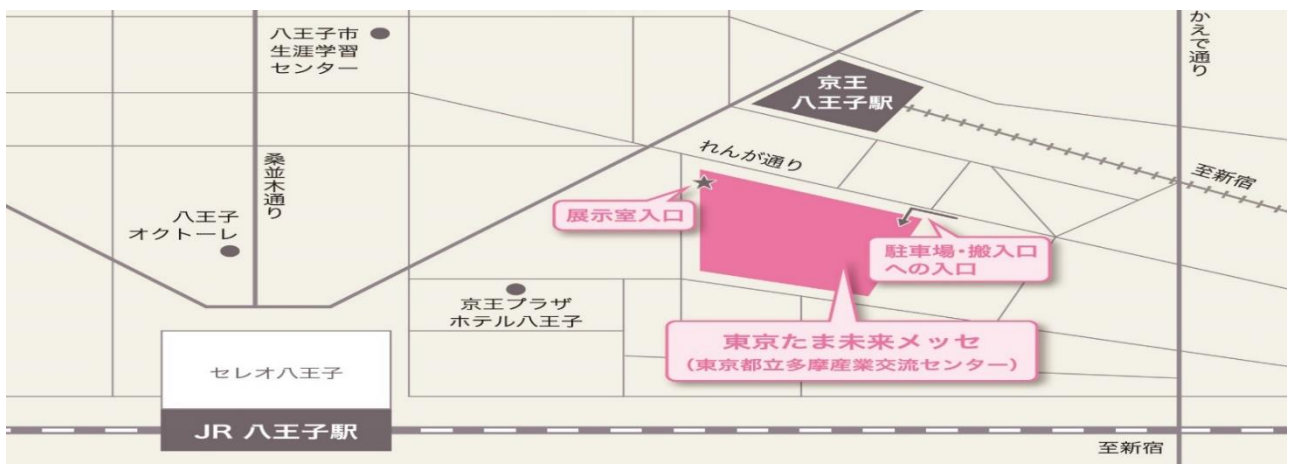 八王子市
生涯学習
センター
かえで通り
京王
八王子駅
れんが通り
至新宿
桑並木通り
展示室入口
八王子
オクトーレ
駐車場・搬入口
への入口
京王プラザ
ホテル八王子
東京たま未来メッセ
(東京都立多摩産業交流センター)
セレオ八王子
JR 八王子駅
至新宿